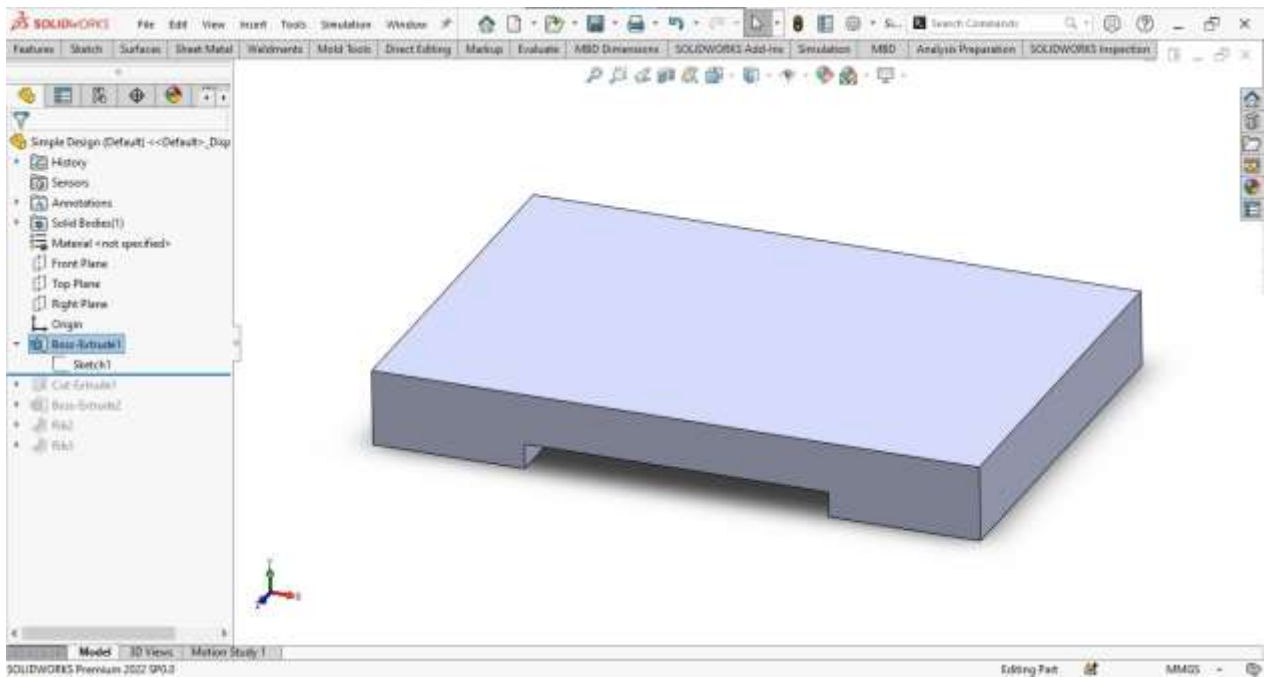 SOLIDWORKS File Edit View Insert Tools Simulation Window S... Search Commands
Features Sketch Surfaces Sheet Metal Weldments Mold Tools Direct Editing Markup Evaluate MBD Dimensions SOLIDWORKS Add-Ins Simulation MBD Analysis Preparation SOLIDWORKS Inspection
Simple Design (Default) <<Default>_Disp
History
Sensors
Annotations
Solid Bodies(1)
Material <not specified>
Front Plane
Top Plane
Right Plane
Origin
Boss-Extrude1
Sketch1
Cut-Extrude1
Boss-Extrude2
Rib2
Rib3
Model 3D Views Motion Study 1
SOLIDWORKS Premium 2022 SP0.0 Editing Part MMGS